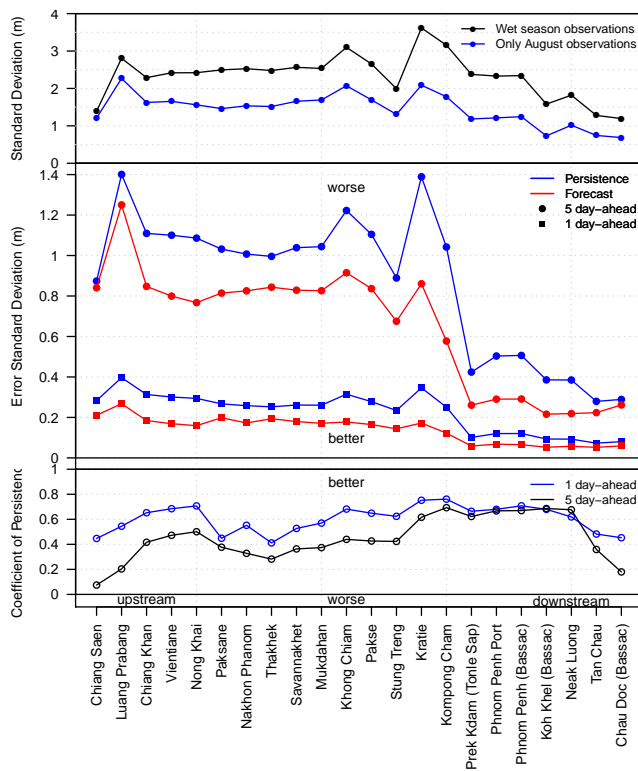 Standard Deviation (m)
4
3
2
1
0
Wet season observations
Only August observations
Error Standard Deviation (m)
1.4
1.2
1
0.8
0.6
0.4
0.2
0
worse
better
Persistence
Forecast
5 day-ahead
1 day-ahead
Coefficient of Persistenc
1
0.8
0.6
0.4
0.2
0
better
1 day-ahead
5 day-ahead
upstream
worse
downstream
Chiang Saen
Luang Prabang
Chiang Khan
Vientiane
Nong Khai
Paksane
Nakhon Phanom
Thakhek
Savannakhet
Mukdahan
Khong Chiam
Pakse
Stung Treng
Kratie
Kompong Cham
Prek Kdam (Tonle Sap)
Phnom Penh Port
Phnom Penh (Bassac)
Koh Khel (Bassac)
Neak Luong
Tan Chau
Chau Doc (Bassac)